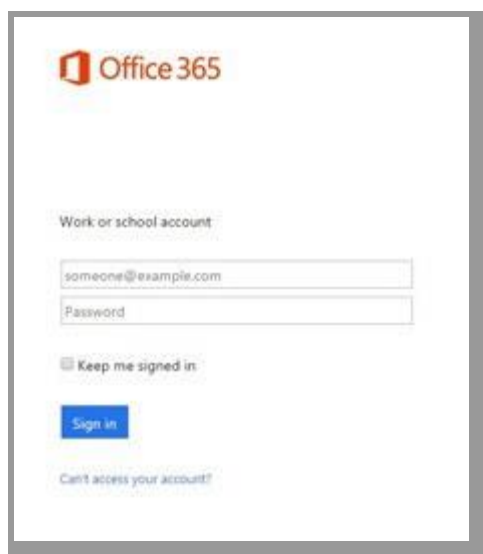 Office 365
Work or school account
someone@example.com
Password
Keep me signed in
Sign in
Can't access your account?